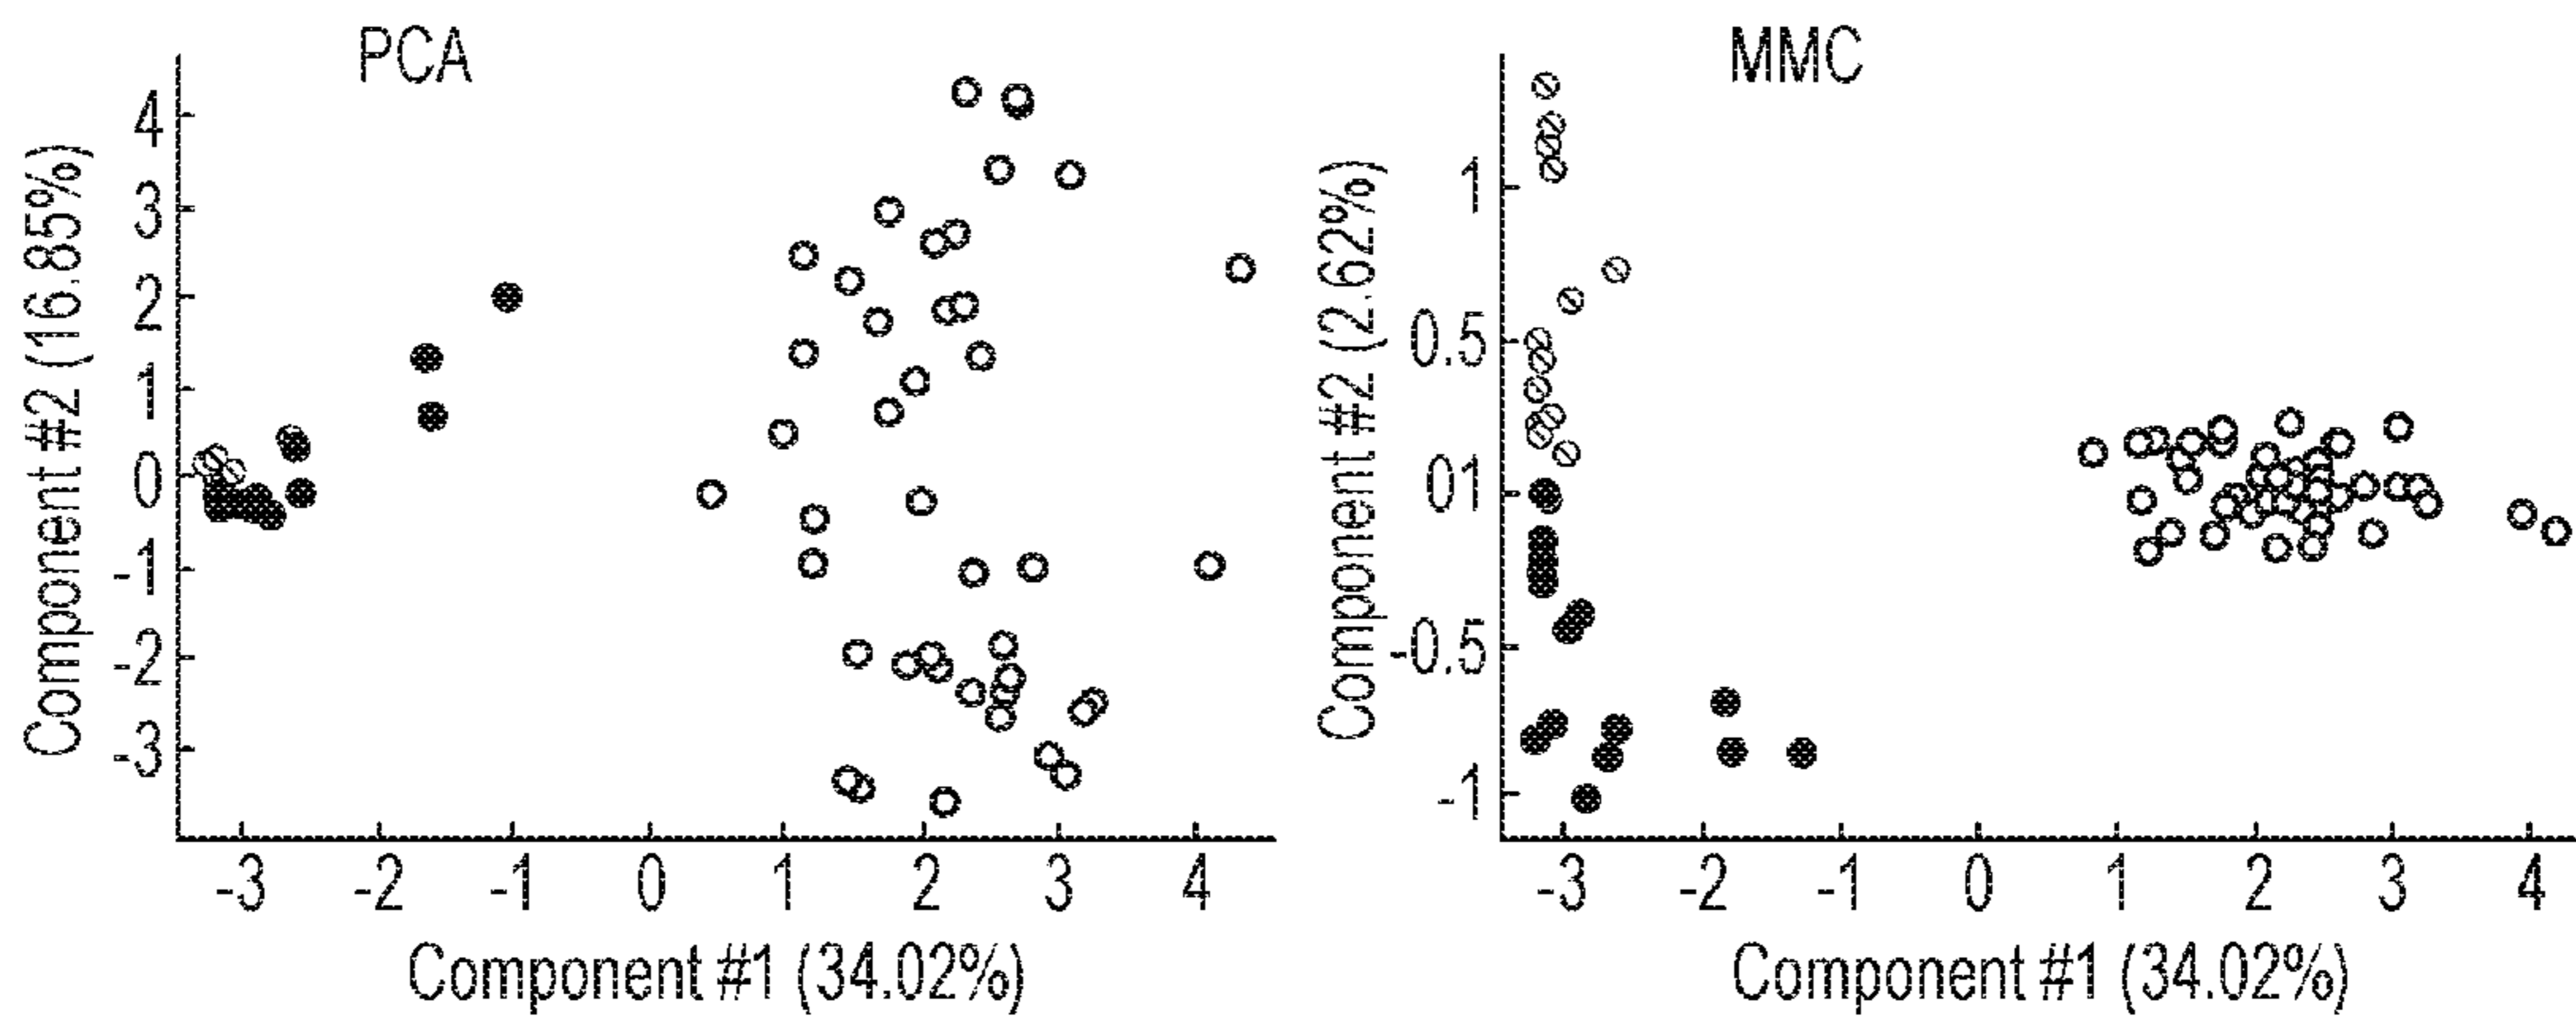 PCA
Component #2 (16.85%)
4
3
2
1
0
-1
-2
-3
-3 -2 -1 0 1 2 3 4
Component #1 (34.02%)
MMC
Component #2 (2.62%)
1
0.5
01
-0.5
-1
-3 -2 -1 0 1 2 3 4
Component #1 (34.02%)